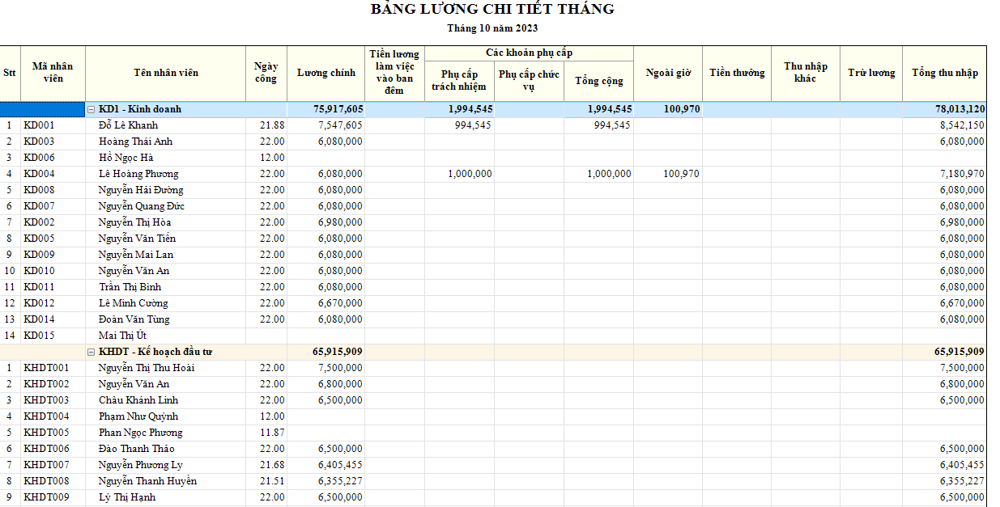 BẢNG LƯƠNG CHI TIẾT THÁNG
Tháng 10 năm 2023
Stt Mã nhân viên Tên nhân viên Ngày công Lương chính Tiền lương làm việc vào ban đêm Các khoản phụ cấp Phụ cấp trách nhiệm Phụ cấp chức vụ Tổng cộng Ngoài giờ Tiền thưởng Thu nhập khác Trừ lương Tổng thu nhập
KD1 - Kinh doanh 75,917,605 1,994,545 1,994,545 100,970 78,013,120
1 KD001 Đỗ Lê Khanh 21.88 7,547,605 994,545 994,545 8,542,150
2 KD003 Hoàng Thái Anh 22.00 6,080,000 6,080,000
3 KD006 Hồ Ngọc Hà 12.00
4 KD004 Lê Hoàng Phương 22.00 6,080,000 1,000,000 1,000,000 100,970 7,180,970
5 KD008 Nguyễn Hải Đường 22.00 6,080,000 6,080,000
6 KD007 Nguyễn Quang Đức 22.00 6,080,000 6,080,000
7 KD002 Nguyễn Thị Hòa 22.00 6,980,000 6,980,000
8 KD005 Nguyễn Văn Tiến 22.00 6,080,000 6,080,000
9 KD009 Nguyễn Mai Lan 22.00 6,080,000 6,080,000
10 KD010 Nguyễn Văn An 22.00 6,080,000 6,080,000
11 KD011 Trần Thị Bình 22.00 6,080,000 6,080,000
12 KD012 Lê Minh Cường 22.00 6,670,000 6,670,000
13 KD014 Đoàn Văn Tùng 22.00 6,080,000 6,080,000
14 KD015 Mai Thị Út
KHDT - Kế hoạch đầu tư 65,915,909 65,915,909
1 KHDT001 Nguyễn Thị Thu Hoài 22.00 7,500,000 7,500,000
2 KHDT002 Nguyễn Văn An 22.00 6,800,000 6,800,000
3 KHDT003 Châu Khánh Linh 22.00 6,500,000 6,500,000
4 KHDT004 Phạm Như Quỳnh 12.00
5 KHDT005 Phan Ngọc Phương 11.87
6 KHDT006 Đào Thanh Thảo 22.00 6,500,000 6,500,000
7 KHDT007 Nguyễn Phương Ly 21.68 6,405,455 6,405,455
8 KHDT008 Nguyễn Thanh Huyền 21.51 6,355,227 6,355,227
9 KHDT009 Lý Thị Hạnh 22.00 6,500,000 6,500,000